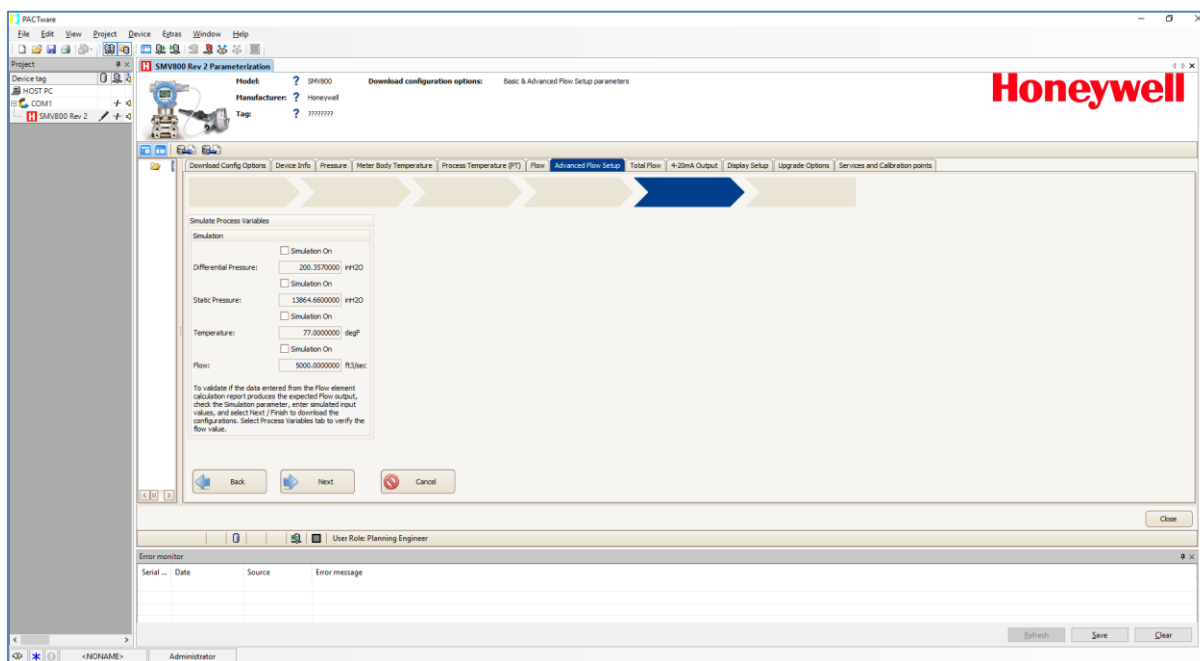 PACTware
File Edit View Project Device Extras Window Help
Project
Device tag
HOST PC
COM1
SMV800 Rev 2
SMV800 Rev 2 Parameterization
Model: ? SMV800 Download configuration options: Basic & Advanced Flow Setup parameters
Manufacturer: ? Honeywell
Tag: ? ????????
Honeywell
Download Config Options Device Info Pressure Meter Body Temperature Process Temperature (PT) Flow Advanced Flow Setup Total Flow 4-20mA Output Display Setup Upgrade Options Services and Calibration points
Simulate Process Variables
Simulation
Simulation On
Differential Pressure: 200.3570000 inH2O
Simulation On
Static Pressure: 13864.6600000 inH2O
Simulation On
Temperature: 77.0000000 degF
Simulation On
Flow: 5000.0000000 ft3/sec
To validate if the data entered from the Flow element
calculation report produces the expected Flow output,
check the Simulation parameter, enter simulated input
values, and select Next / Finish to download the
configurations. Select Process Variables tab to verify the
flow value.
Back Next Cancel
Close
User Role: Planning Engineer
Error monitor
Serial ... Date Source Error message
Refresh Save Clear
<NONAME> Administrator